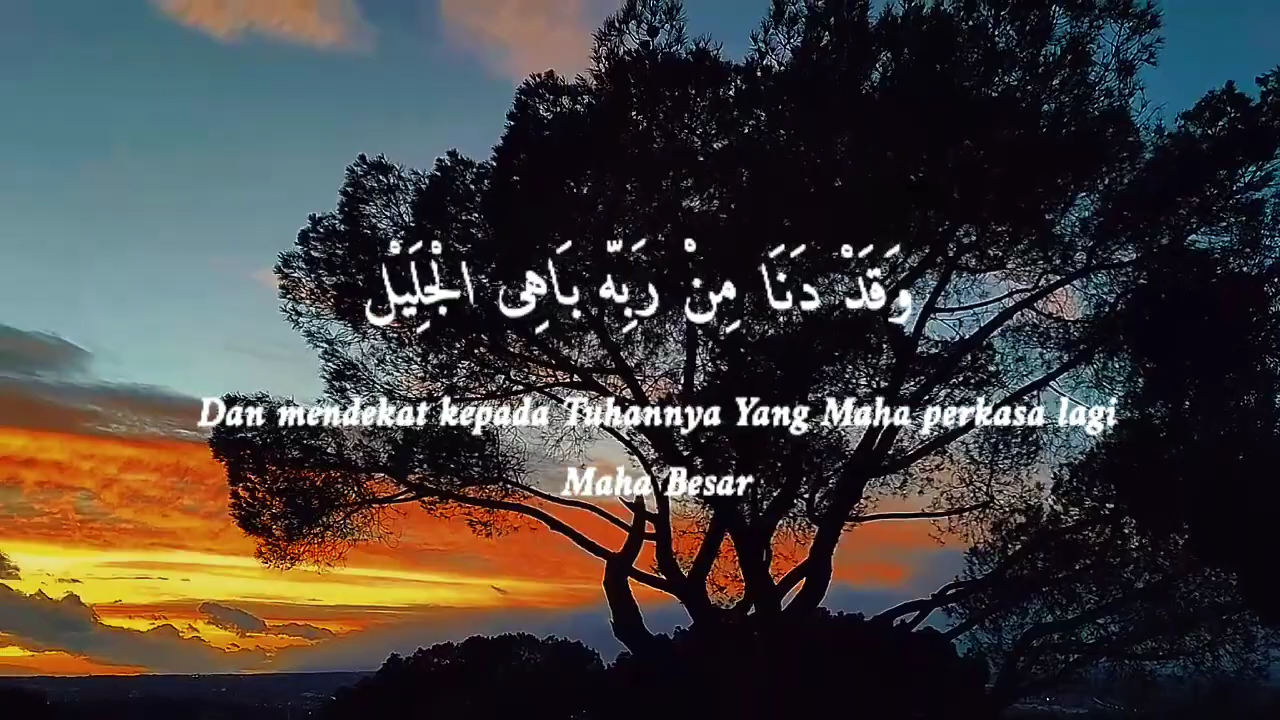 وَقَدْ دَنَا مِنْ رَبِّهِ بَاهِى الْجَلِيْلْ
Dan mendekat kepada Tuhannya Yang Maha perkasa lagi
Maha Besar